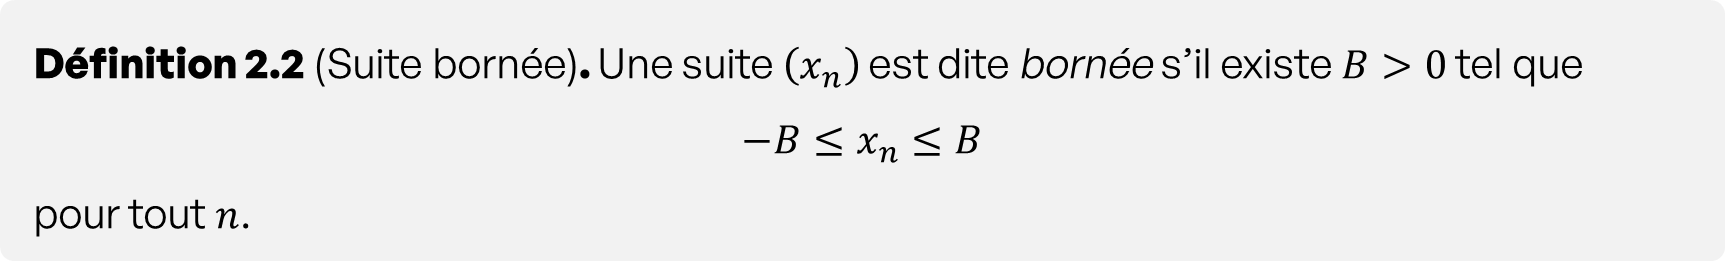 Définition 2.2 (Suite bornée). Une suite (xₙ) est dite bornée s’il existe B > 0 tel que
−B ≤ xₙ ≤ B
pour tout n.